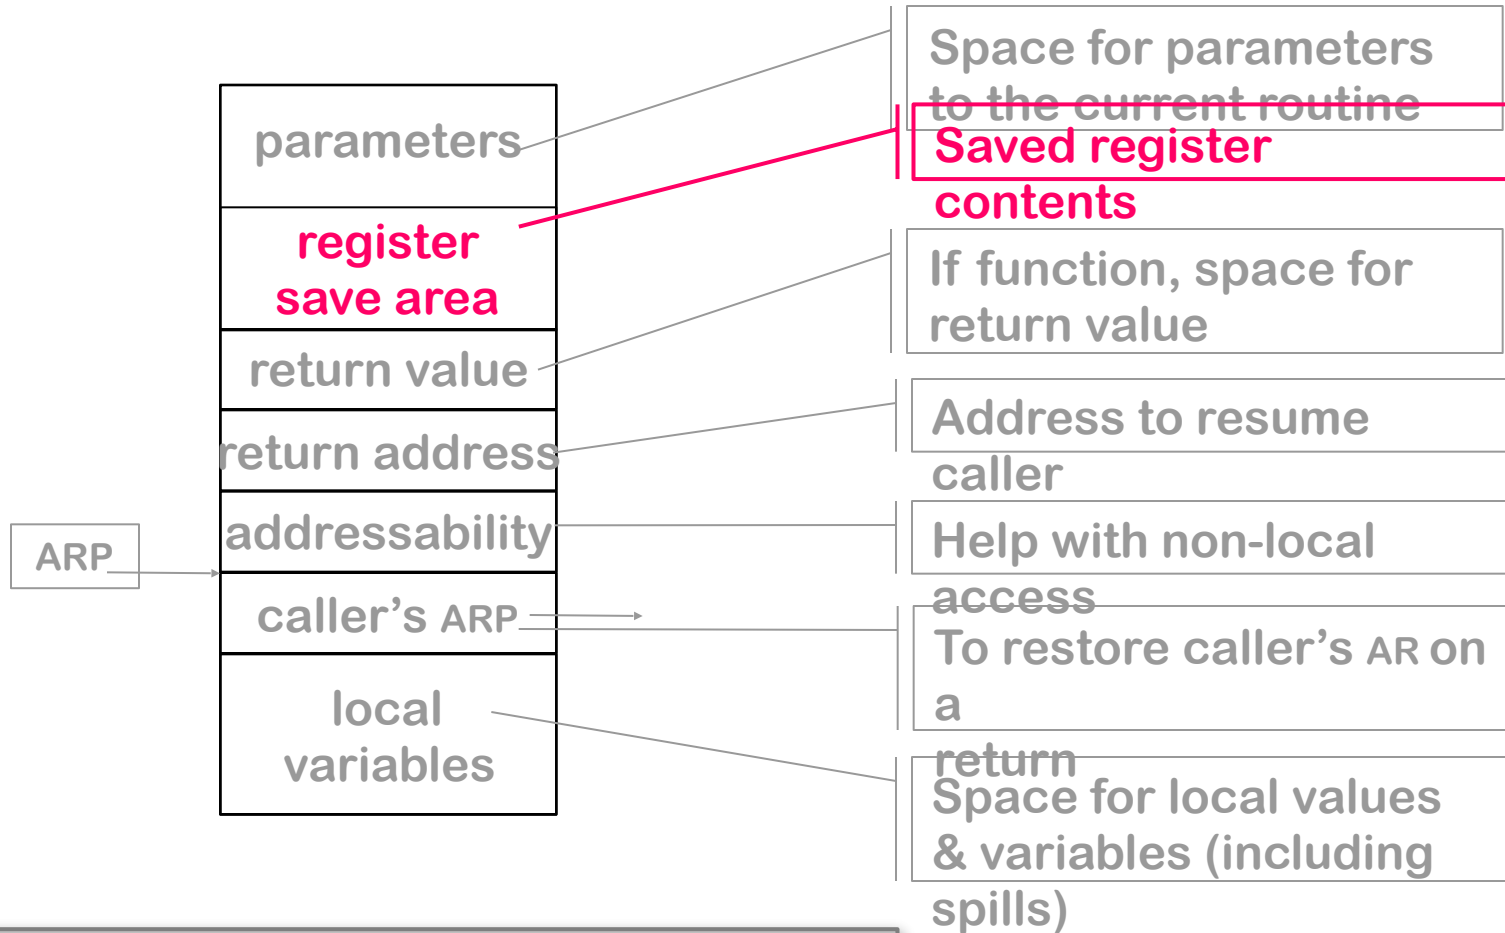 parameters
register
save area
return value
return address
addressability
caller's ARP
local
variables
ARP
Space for parameters
to the current routine
Saved register
contents
If function, space for
return value
Address to resume
caller
Help with non-local
access
To restore caller's AR on
a
return
Space for local values
& variables (including
spills)